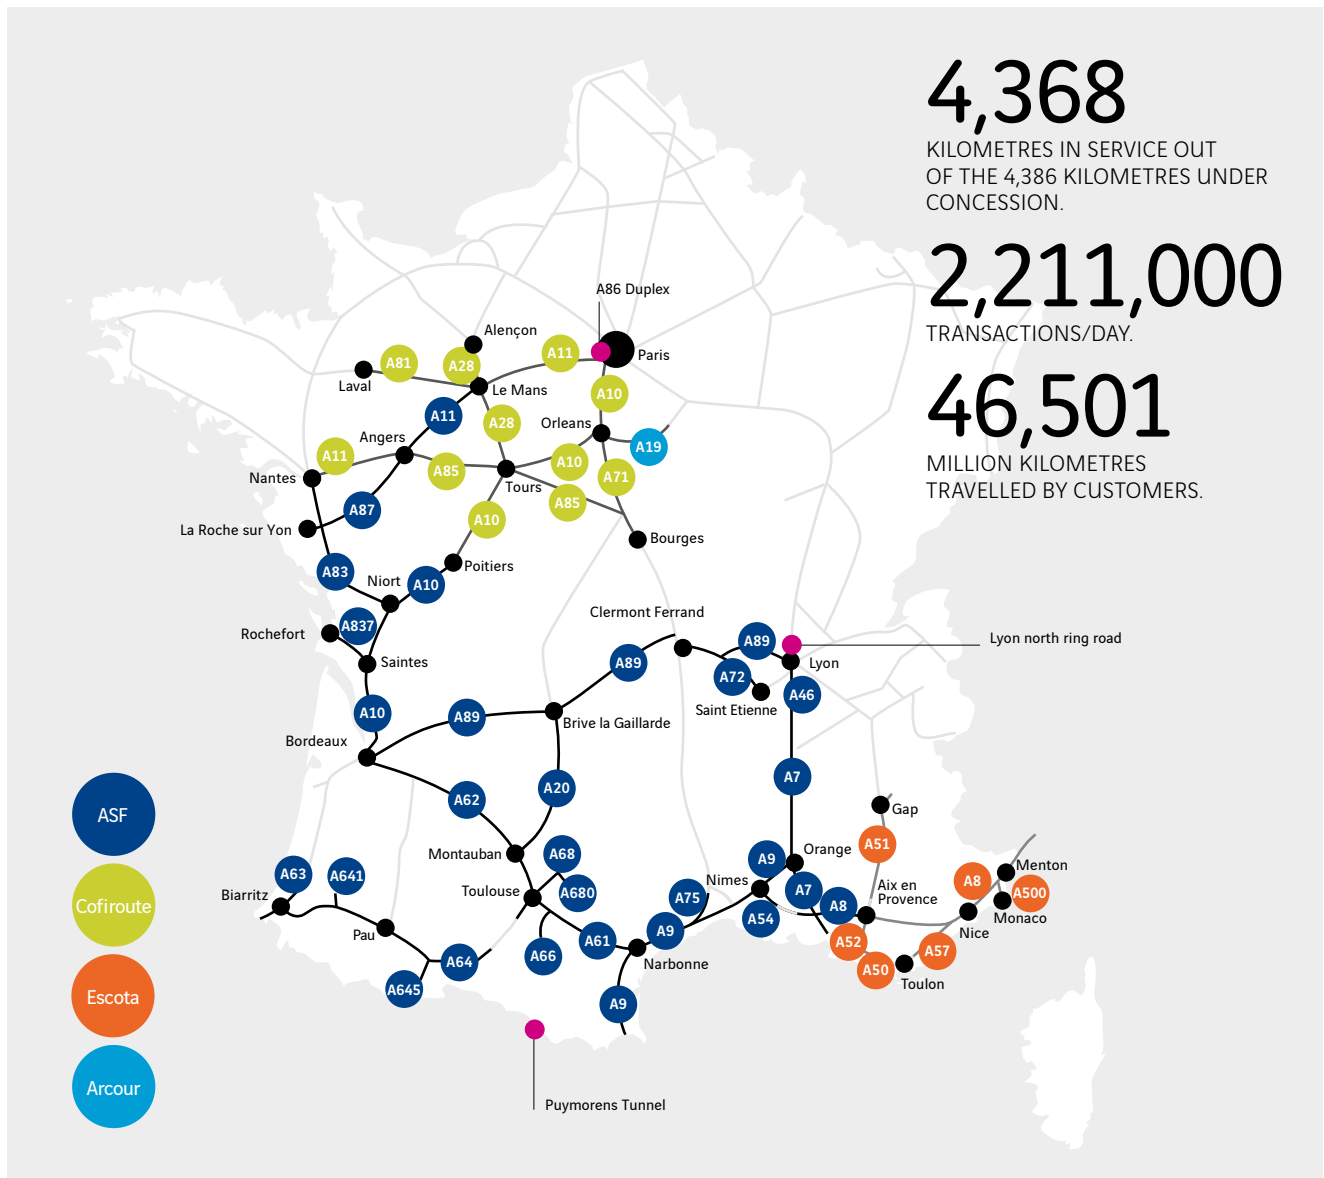 4,368
KILOMETRES IN SERVICE OUT
OF THE 4,386 KILOMETRES UNDER
CONCESSION.
2,211,000
TRANSACTIONS/DAY.
46,501
MILLION KILOMETRES
TRAVELLED BY CUSTOMERS.
A86 Duplex
Alençon
Paris
A11
A81
A28
Laval
Le Mans
A10
A11
A28
Orleans
A19
Angers
A11
A85
A10
A71
Nantes
Tours
A85
A87
A10
La Roche sur Yon
Bourges
Poitiers
A83
Niort
A10
Clermont Ferrand
A837
Rochefort
A89
Lyon north ring road
Saintes
A89
Lyon
A72
A46
Saint Etienne
A10
A89
Brive la Gaillarde
Bordeaux
A7
A62
A20
ASF
Gap
A51
Montauban
A68
A9
Orange
Menton
A63
A641
Toulouse
A680
A75
Nimes
A7
Aix en
Provence
A8
A500
Biarritz
Cofiroute
A54
A8
Monaco
Pau
A9
Nice
A61
A52
A57
A66
A64
Narbonne
A50
Toulon
A645
Escota
A9
Arcour
Puymorens Tunnel